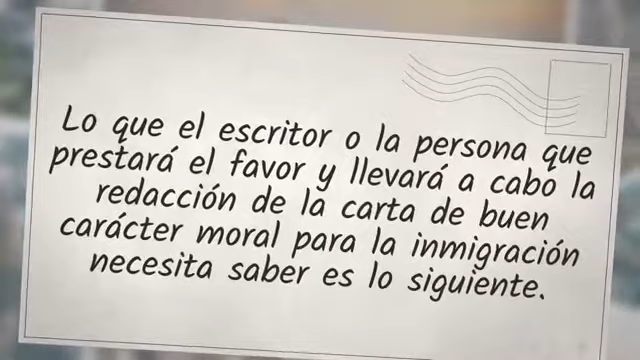 Lo que el escritor o la persona que
prestará el favor y llevará a cabo la
redacción de la carta de buen
carácter moral para la inmigración
necesita saber es lo siguiente.